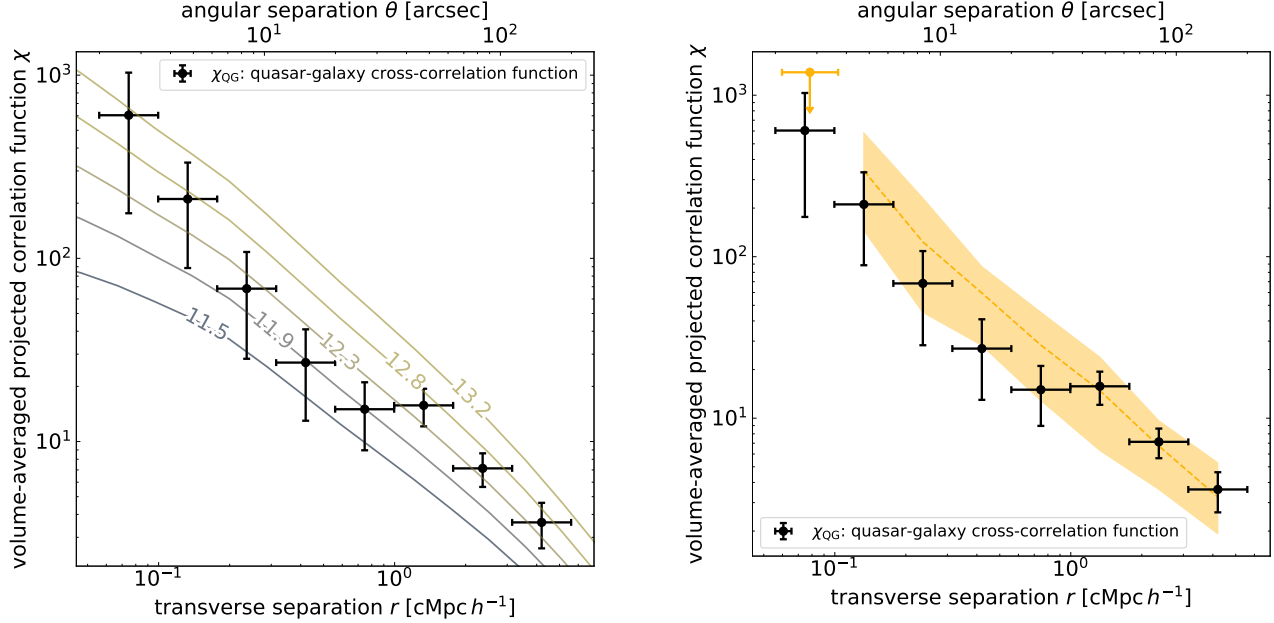 angular separation θ [arcsec]
10¹ 10²
volume-averaged projected correlation function χ
10³
10²
10¹
χQG: quasar-galaxy cross-correlation function
11.5
11.9
12.3
12.8
13.2
10⁻¹ 10⁰
transverse separation r [cMpc h⁻¹]
angular separation θ [arcsec]
10¹ 10²
volume-averaged projected correlation function χ
10³
10²
10¹
χQG: quasar-galaxy cross-correlation function
10⁻¹ 10⁰
transverse separation r [cMpc h⁻¹]